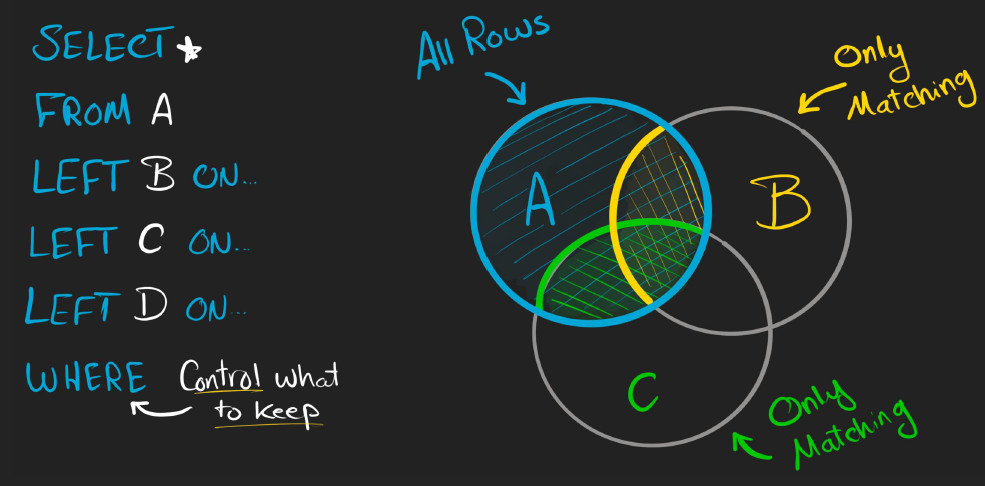 SELECT *
FROM A
LEFT B ON...
LEFT C ON...
LEFT D ON...
WHERE Control what
to keep
All Rows
Only
Matching
A
B
C
Only
Matching